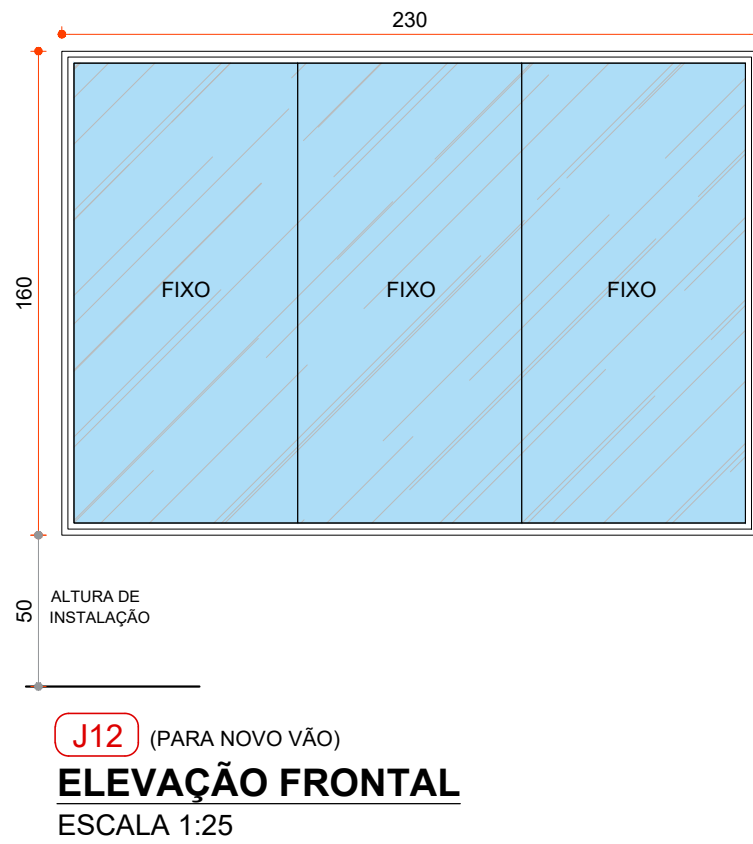 230
160
FIXO
FIXO
FIXO
50
ALTURA DE
INSTALAÇÃO
J12 (PARA NOVO VÃO)
ELEVAÇÃO FRONTAL
ESCALA 1:25